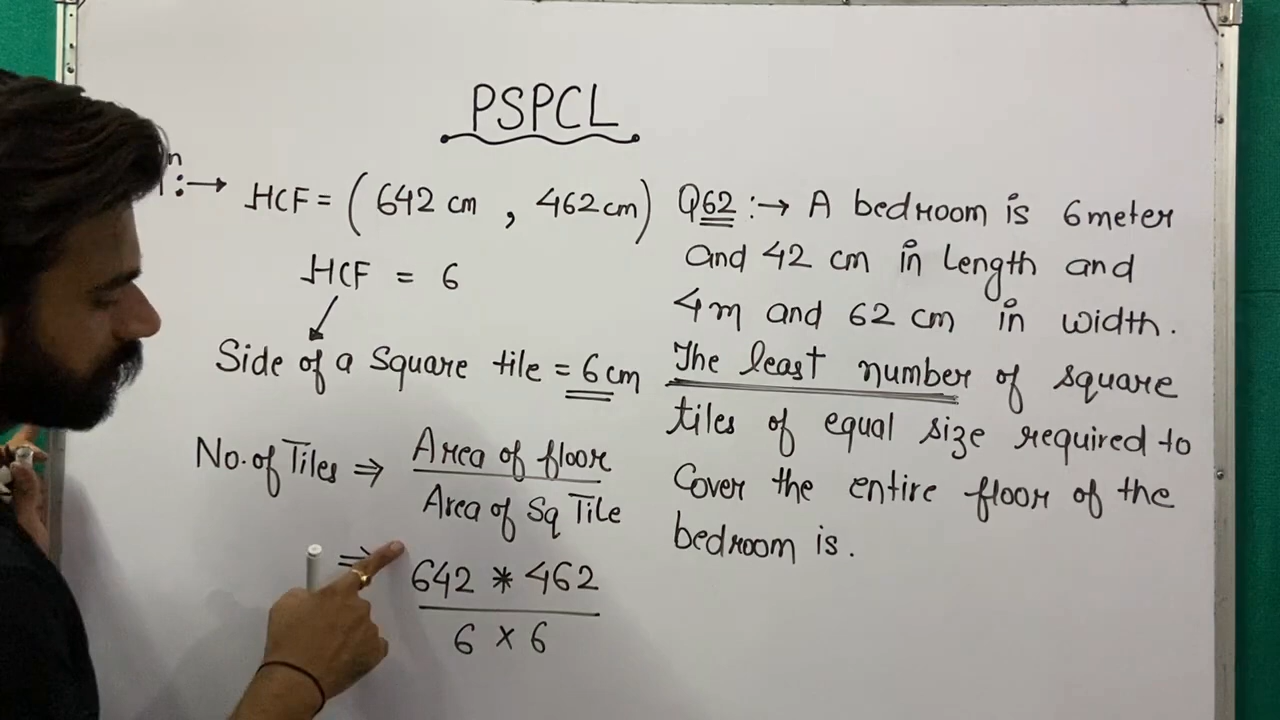 PSPCL
n :→ HCF = ( 642 cm , 462 cm )
HCF = 6
Side of a Square tile = 6 cm
No. of Tiles ⇒ Area of floor
Area of Sq Tile
⇒ 642 * 462
6 × 6
Q62 :→ A bedroom is 6 meter
and 42 cm in length and
4m and 62 cm in width.
The least number of square
tiles of equal size required to
Cover the entire floor of the
bedroom is.